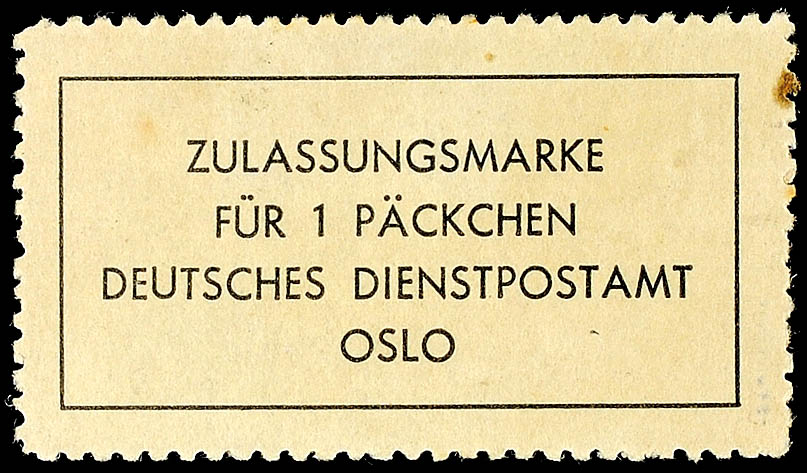 ZULASSUNGSMARKE
FÜR 1 PÄCKCHEN
DEUTSCHES DIENSTPOSTAMT
OSLO